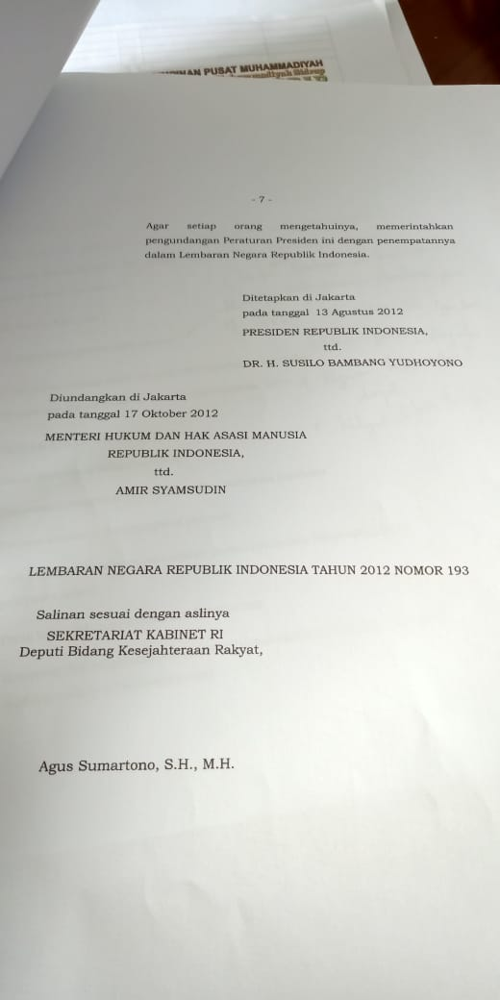 PUSAT MUHAMMADIYAH
- 7 -
Agar setiap orang mengetahuinya, memerintahkan
pengundangan Peraturan Presiden ini dengan penempatannya
dalam Lembaran Negara Republik Indonesia.
Ditetapkan di Jakarta
pada tanggal 13 Agustus 2012
PRESIDEN REPUBLIK INDONESIA,
ttd.
DR. H. SUSILO BAMBANG YUDHOYONO
Diundangkan di Jakarta
pada tanggal 17 Oktober 2012
MENTERI HUKUM DAN HAK ASASI MANUSIA
REPUBLIK INDONESIA,
ttd.
AMIR SYAMSUDIN
LEMBARAN NEGARA REPUBLIK INDONESIA TAHUN 2012 NOMOR 193
Salinan sesuai dengan aslinya
SEKRETARIAT KABINET RI
Deputi Bidang Kesejahteraan Rakyat,
Agus Sumartono, S.H., M.H.